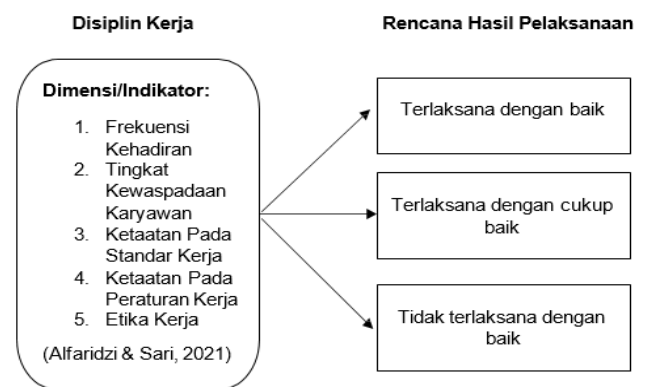 Disiplin Kerja
Rencana Hasil Pelaksanaan
Dimensi/Indikator:
1. Frekuensi
Kehadiran
2. Tingkat
Kewaspadaan
Karyawan
3. Ketaatan Pada
Standar Kerja
4. Ketaatan Pada
Peraturan Kerja
5. Etika Kerja
(Alfaridzi & Sari, 2021)
Terlaksana dengan baik
Terlaksana dengan cukup
baik
Tidak terlaksana dengan
baik